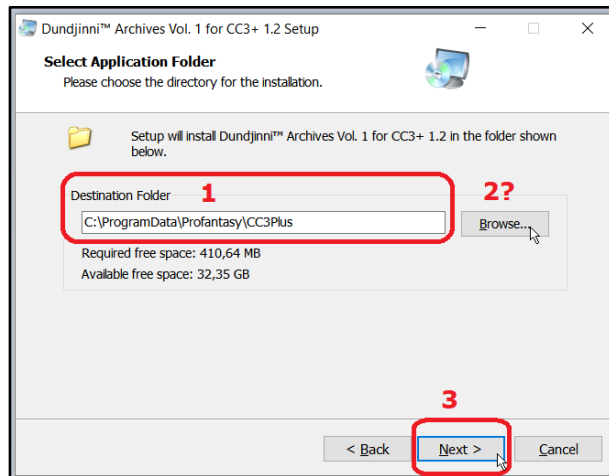 Dundjinni™ Archives Vol. 1 for CC3+ 1.2 Setup
Select Application Folder
Please choose the directory for the installation.
Setup will install Dundjinni™ Archives Vol. 1 for CC3+ 1.2 in the folder shown
below.
Destination Folder 1 2?
C:\ProgramData\Profantasy\CC3Plus Browse...
Required free space: 410,64 MB
Available free space: 32,35 GB
3
< Back Next > Cancel